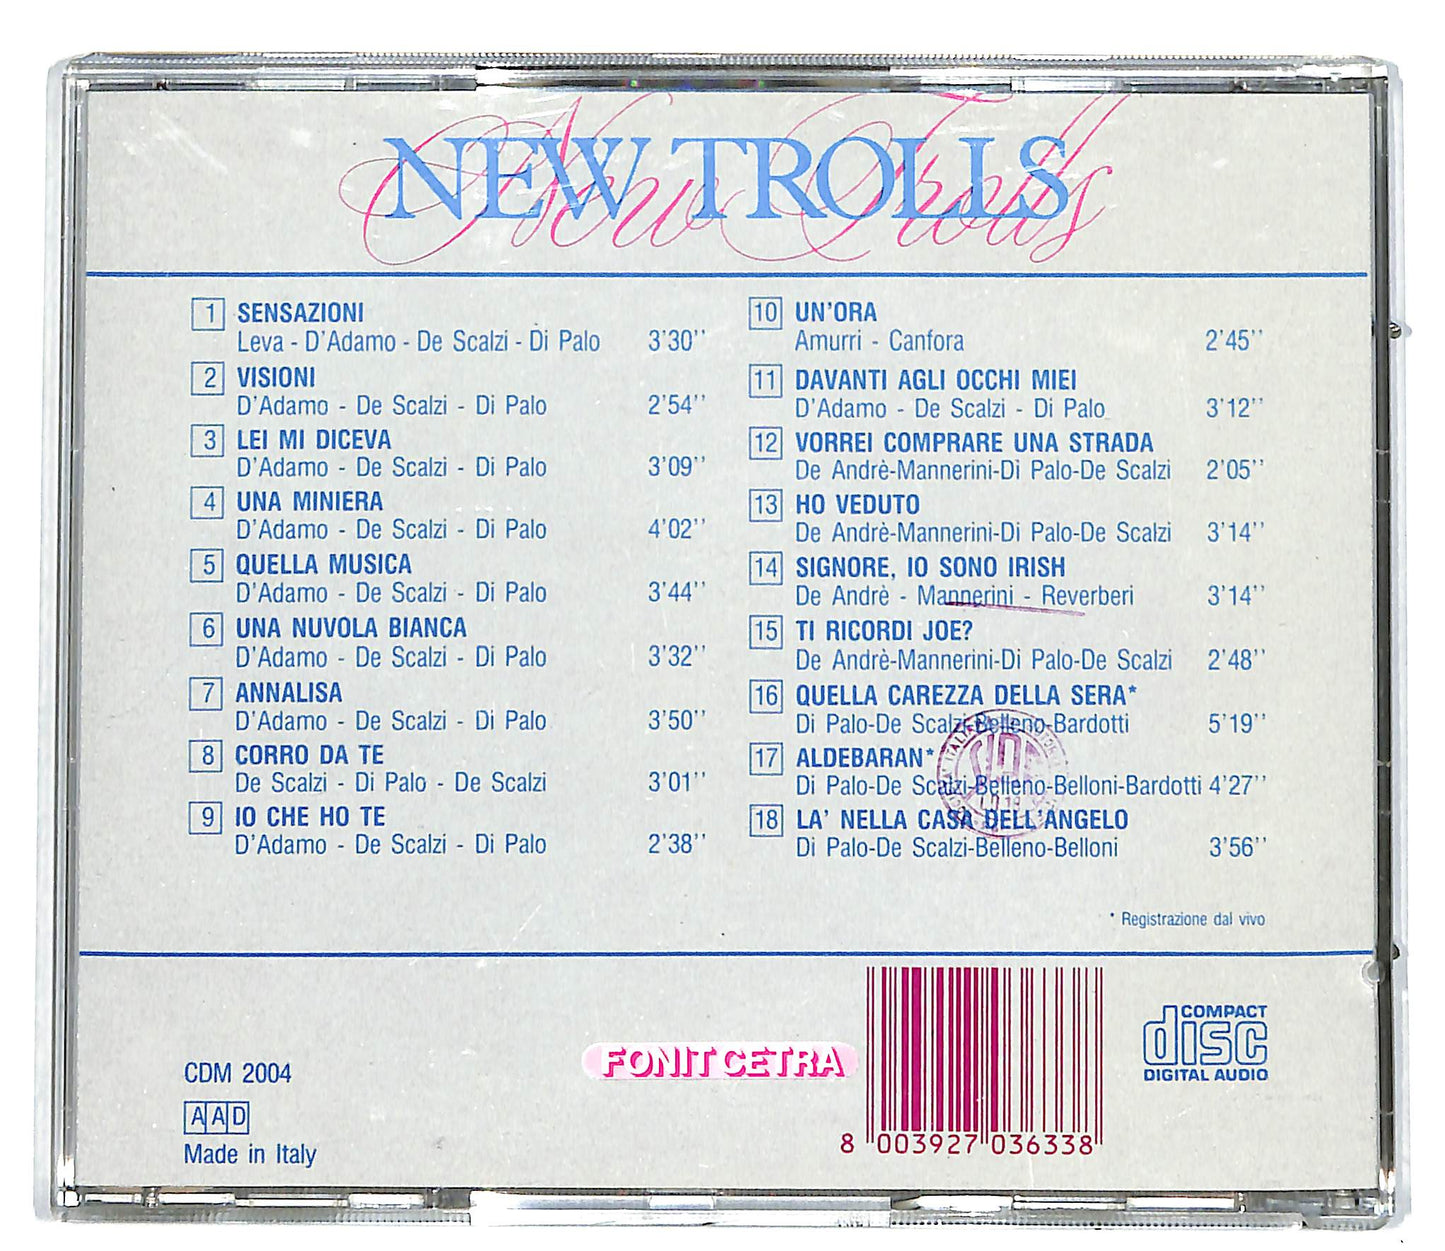 NEW TROLLS
New Trolls
1 SENSAZIONI
Leva - D'Adamo - De Scalzi - Di Palo 3'30''
2 VISIONI
D'Adamo - De Scalzi - Di Palo 2'54''
3 LEI MI DICEVA
D'Adamo - De Scalzi - Di Palo 3'09''
4 UNA MINIERA
D'Adamo - De Scalzi - Di Palo 4'02''
5 QUELLA MUSICA
D'Adamo - De Scalzi - Di Palo 3'44''
6 UNA NUVOLA BIANCA
D'Adamo - De Scalzi - Di Palo 3'32''
7 ANNALISA
D'Adamo - De Scalzi - Di Palo 3'50''
8 CORRO DA TE
De Scalzi - Di Palo - De Scalzi 3'01''
9 IO CHE HO TE
D'Adamo - De Scalzi - Di Palo 2'38''
10 UN'ORA
Amurri - Canfora 2'45''
11 DAVANTI AGLI OCCHI MIEI
D'Adamo - De Scalzi - Di Palo 3'12''
12 VORREI COMPRARE UNA STRADA
De Andrè-Mannerini-Di Palo-De Scalzi 2'05''
13 HO VEDUTO
De Andrè-Mannerini-Di Palo-De Scalzi 3'14''
14 SIGNORE, IO SONO IRISH
De Andrè - Mannerini - Reverberi 3'14''
15 TI RICORDI JOE?
De Andrè-Mannerini-Di Palo-De Scalzi 2'48''
16 QUELLA CAREZZA DELLA SERA*
Di Palo-De Scalzi-Belleno-Bardotti 5'19''
17 ALDEBARAN*
Di Palo-De Scalzi-Belleno-Belloni-Bardotti 4'27''
18 LA' NELLA CASA DELL'ANGELO
Di Palo-De Scalzi-Belleno-Belloni 3'56''
* Registrazione dal vivo
CDM 2004
AAD
Made in Italy
FONIT CETRA
8 003927 036338
COMPACT
disc
DIGITAL AUDIO